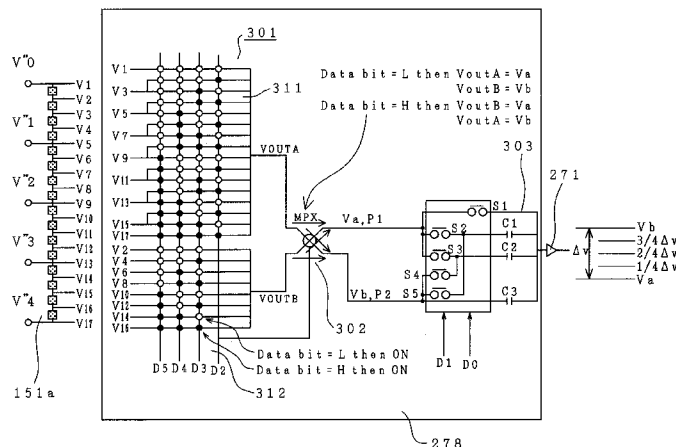 V"0
V"1
V"2
V"3
V"4
V1
V2
V3
V4
V5
V6
V7
V8
V9
V10
V11
V12
V13
V14
V15
V16
V17
151a
301
V1
V3
V5
V7
V9
V11
V13
V15
V17
V2
V4
V6
V8
V10
V12
V14
V16
311
VOUTA
VOUTB
D5 D4 D3 D2
312
Data bit=L then VoutA=Va
VoutB=Vb
Data bit=H then VoutB=Va
VoutA=Vb
MPX
302
Data bit=L then ON
Data bit=H then ON
Va,P1
Vb,P2
303
271
S1
S2
S3
S4
S5
C1
C2
C3
D1 D0
Δv
Vb
3/4Δv
2/4Δv
1/4Δv
Va
278